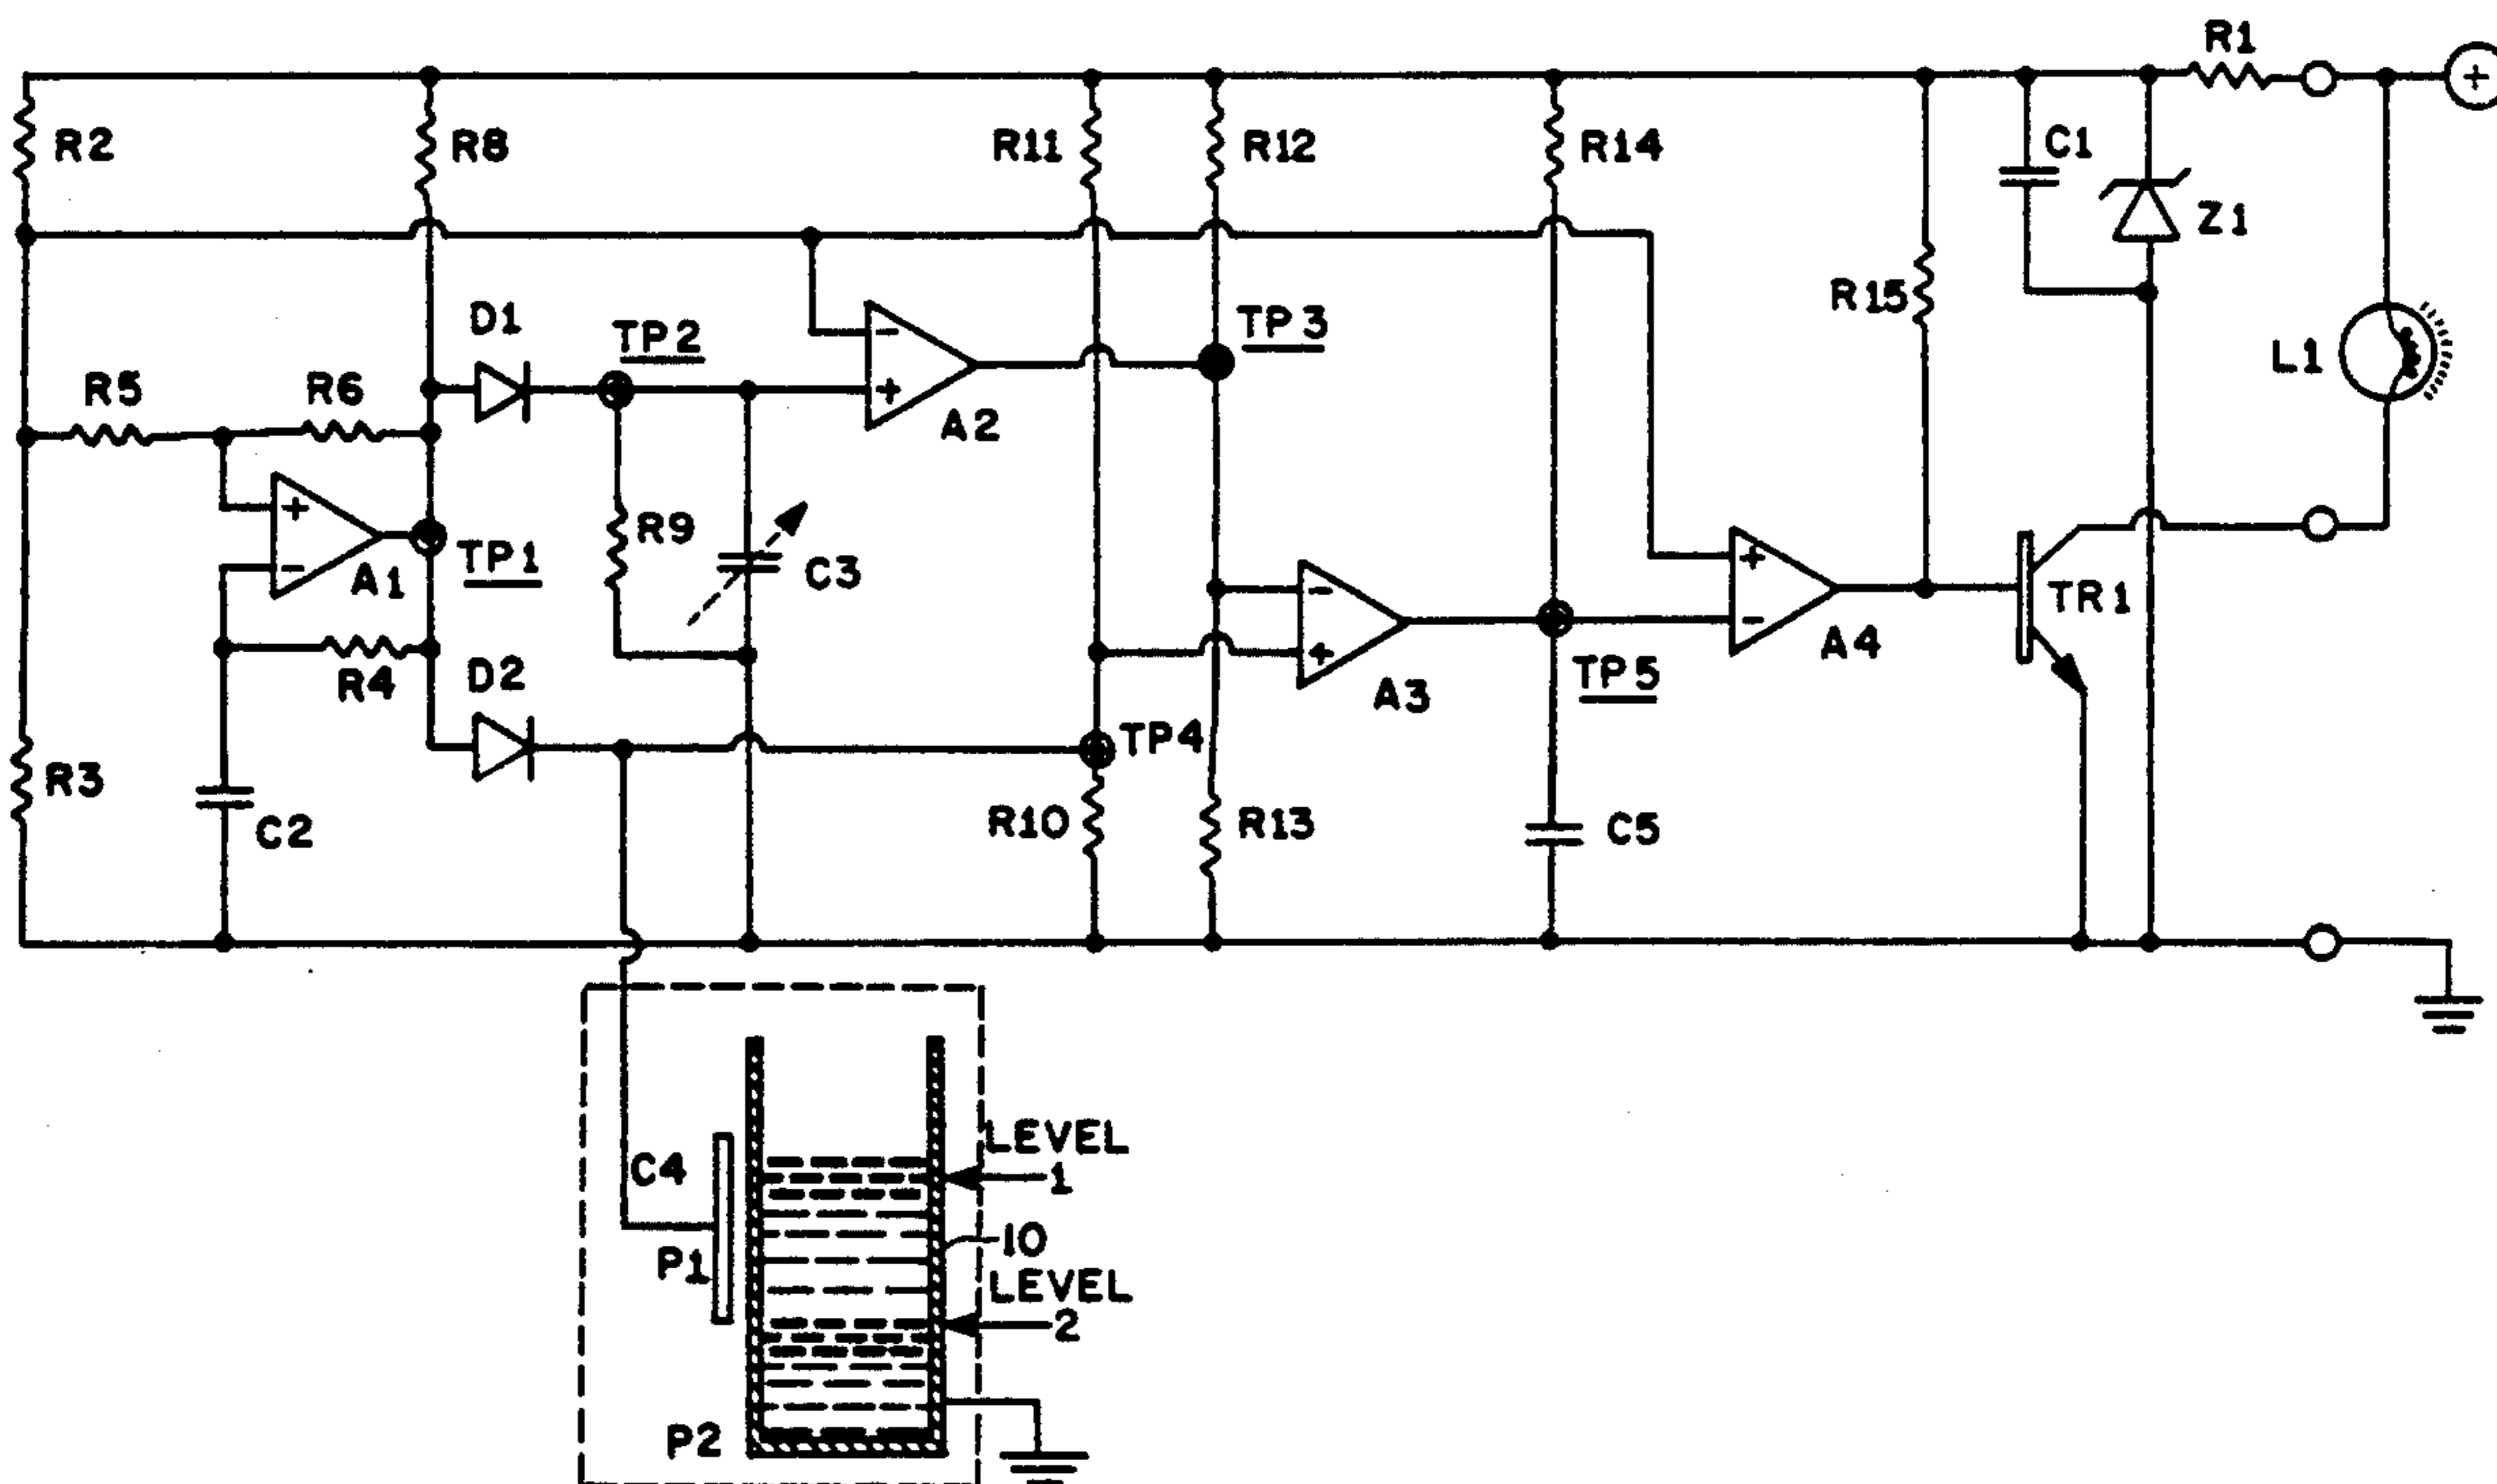 R1
+
R2
R8
R11
R12
R14
C1
Z1
R15
D1
TP2
TP3
L1
-
+
A2
R5
R6
+
-
A1
TP1
R9
C3
R4
D2
-
+
A3
TP5
+
-
A4
TR1
TP4
R3
C2
R10
R13
C5
C4
P1
LEVEL
1
10
LEVEL
2
P2